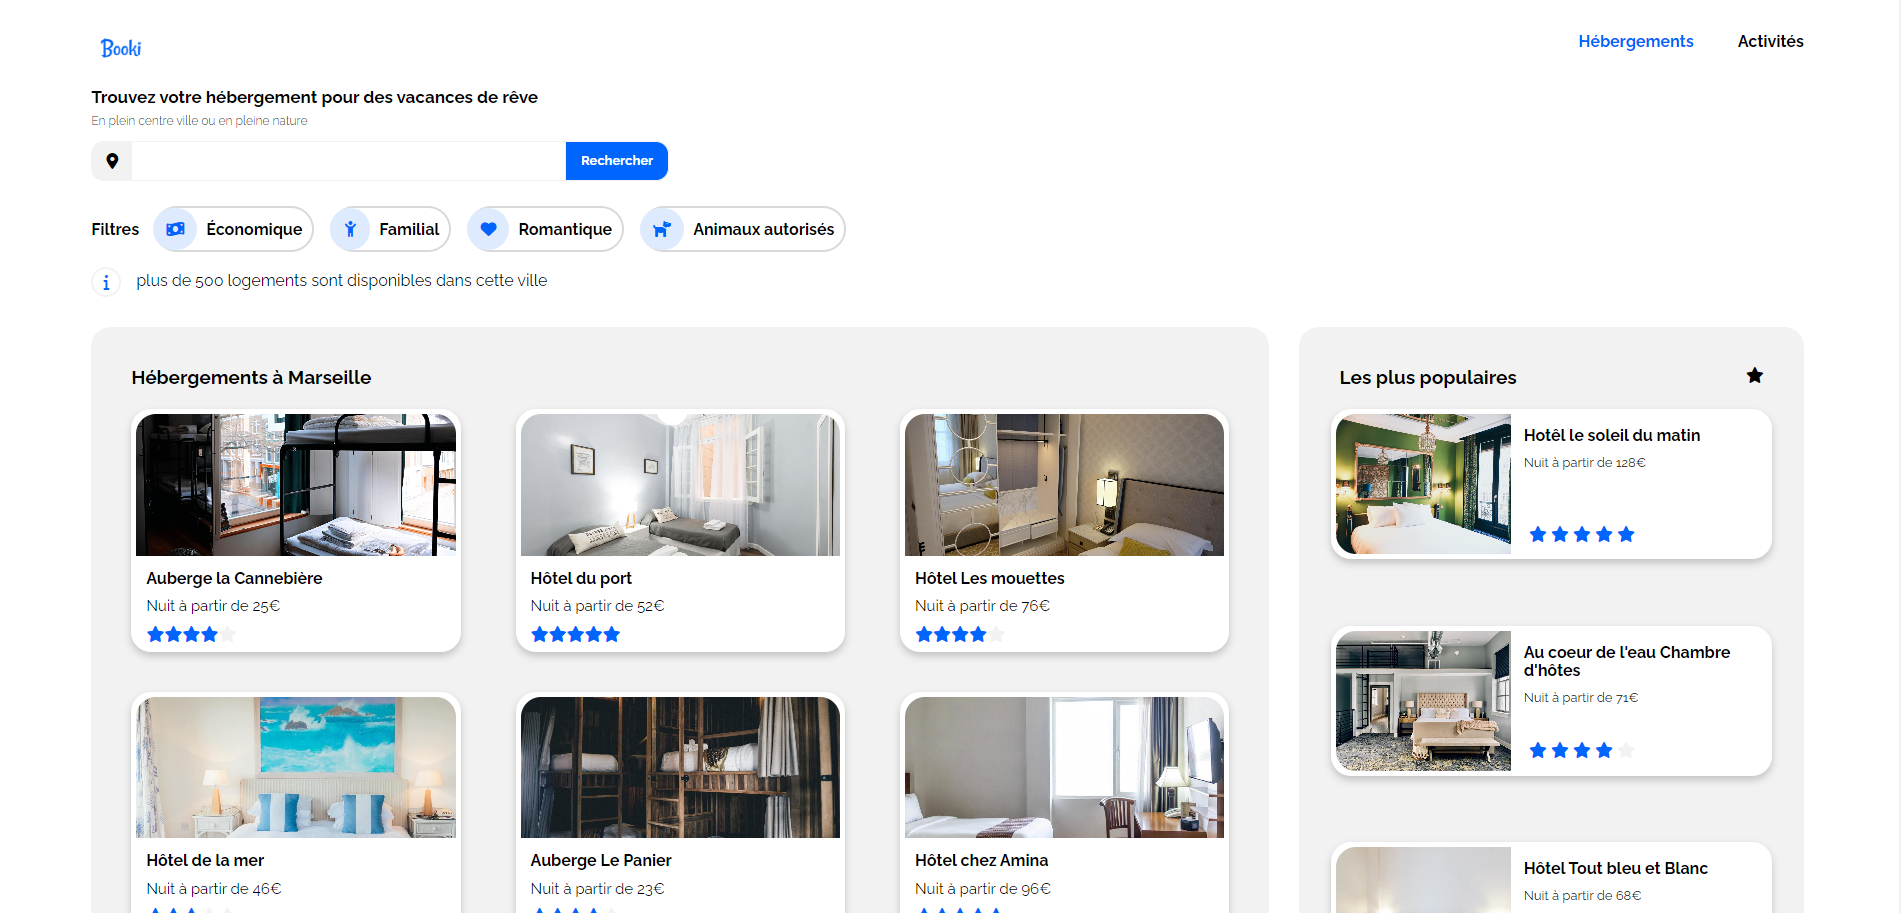 Booki
Hébergements
Activités
Trouvez votre hébergement pour des vacances de rêve
En plein centre ville ou en pleine nature
Rechercher
Filtres
Économique
Familial
Romantique
Animaux autorisés
plus de 500 logements sont disponibles dans cette ville
Hébergements à Marseille
Auberge la Cannebière
Nuit à partir de 25€
Hôtel du port
Nuit à partir de 52€
Hôtel Les mouettes
Nuit à partir de 76€
Hôtel de la mer
Nuit à partir de 46€
Auberge Le Panier
Nuit à partir de 23€
Hôtel chez Amina
Nuit à partir de 96€
Les plus populaires
Hotêl le soleil du matin
Nuit à partir de 128€
Au coeur de l'eau Chambre
d'hôtes
Nuit à partir de 71€
Hôtel Tout bleu et Blanc
Nuit à partir de 68€